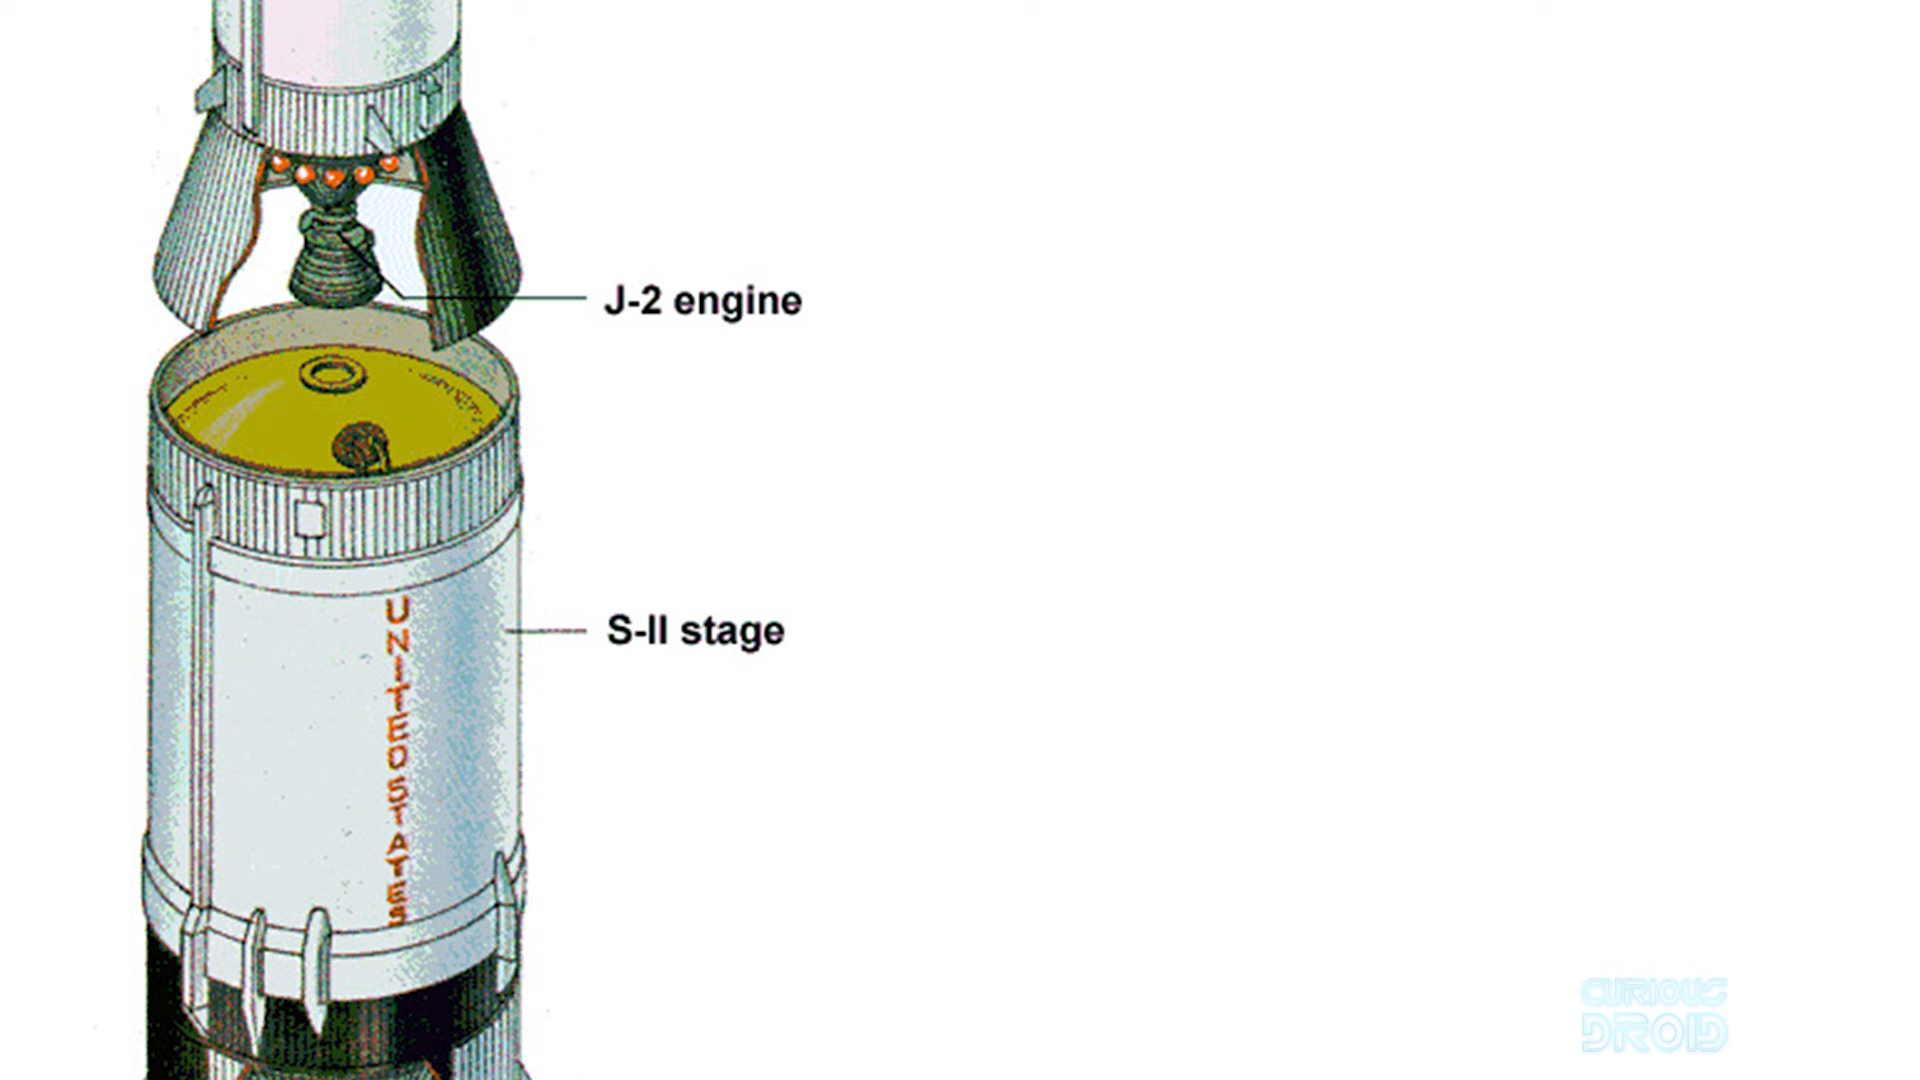 J-2 engine
S-II stage
UNITED STATES
CURIOUS
DROID